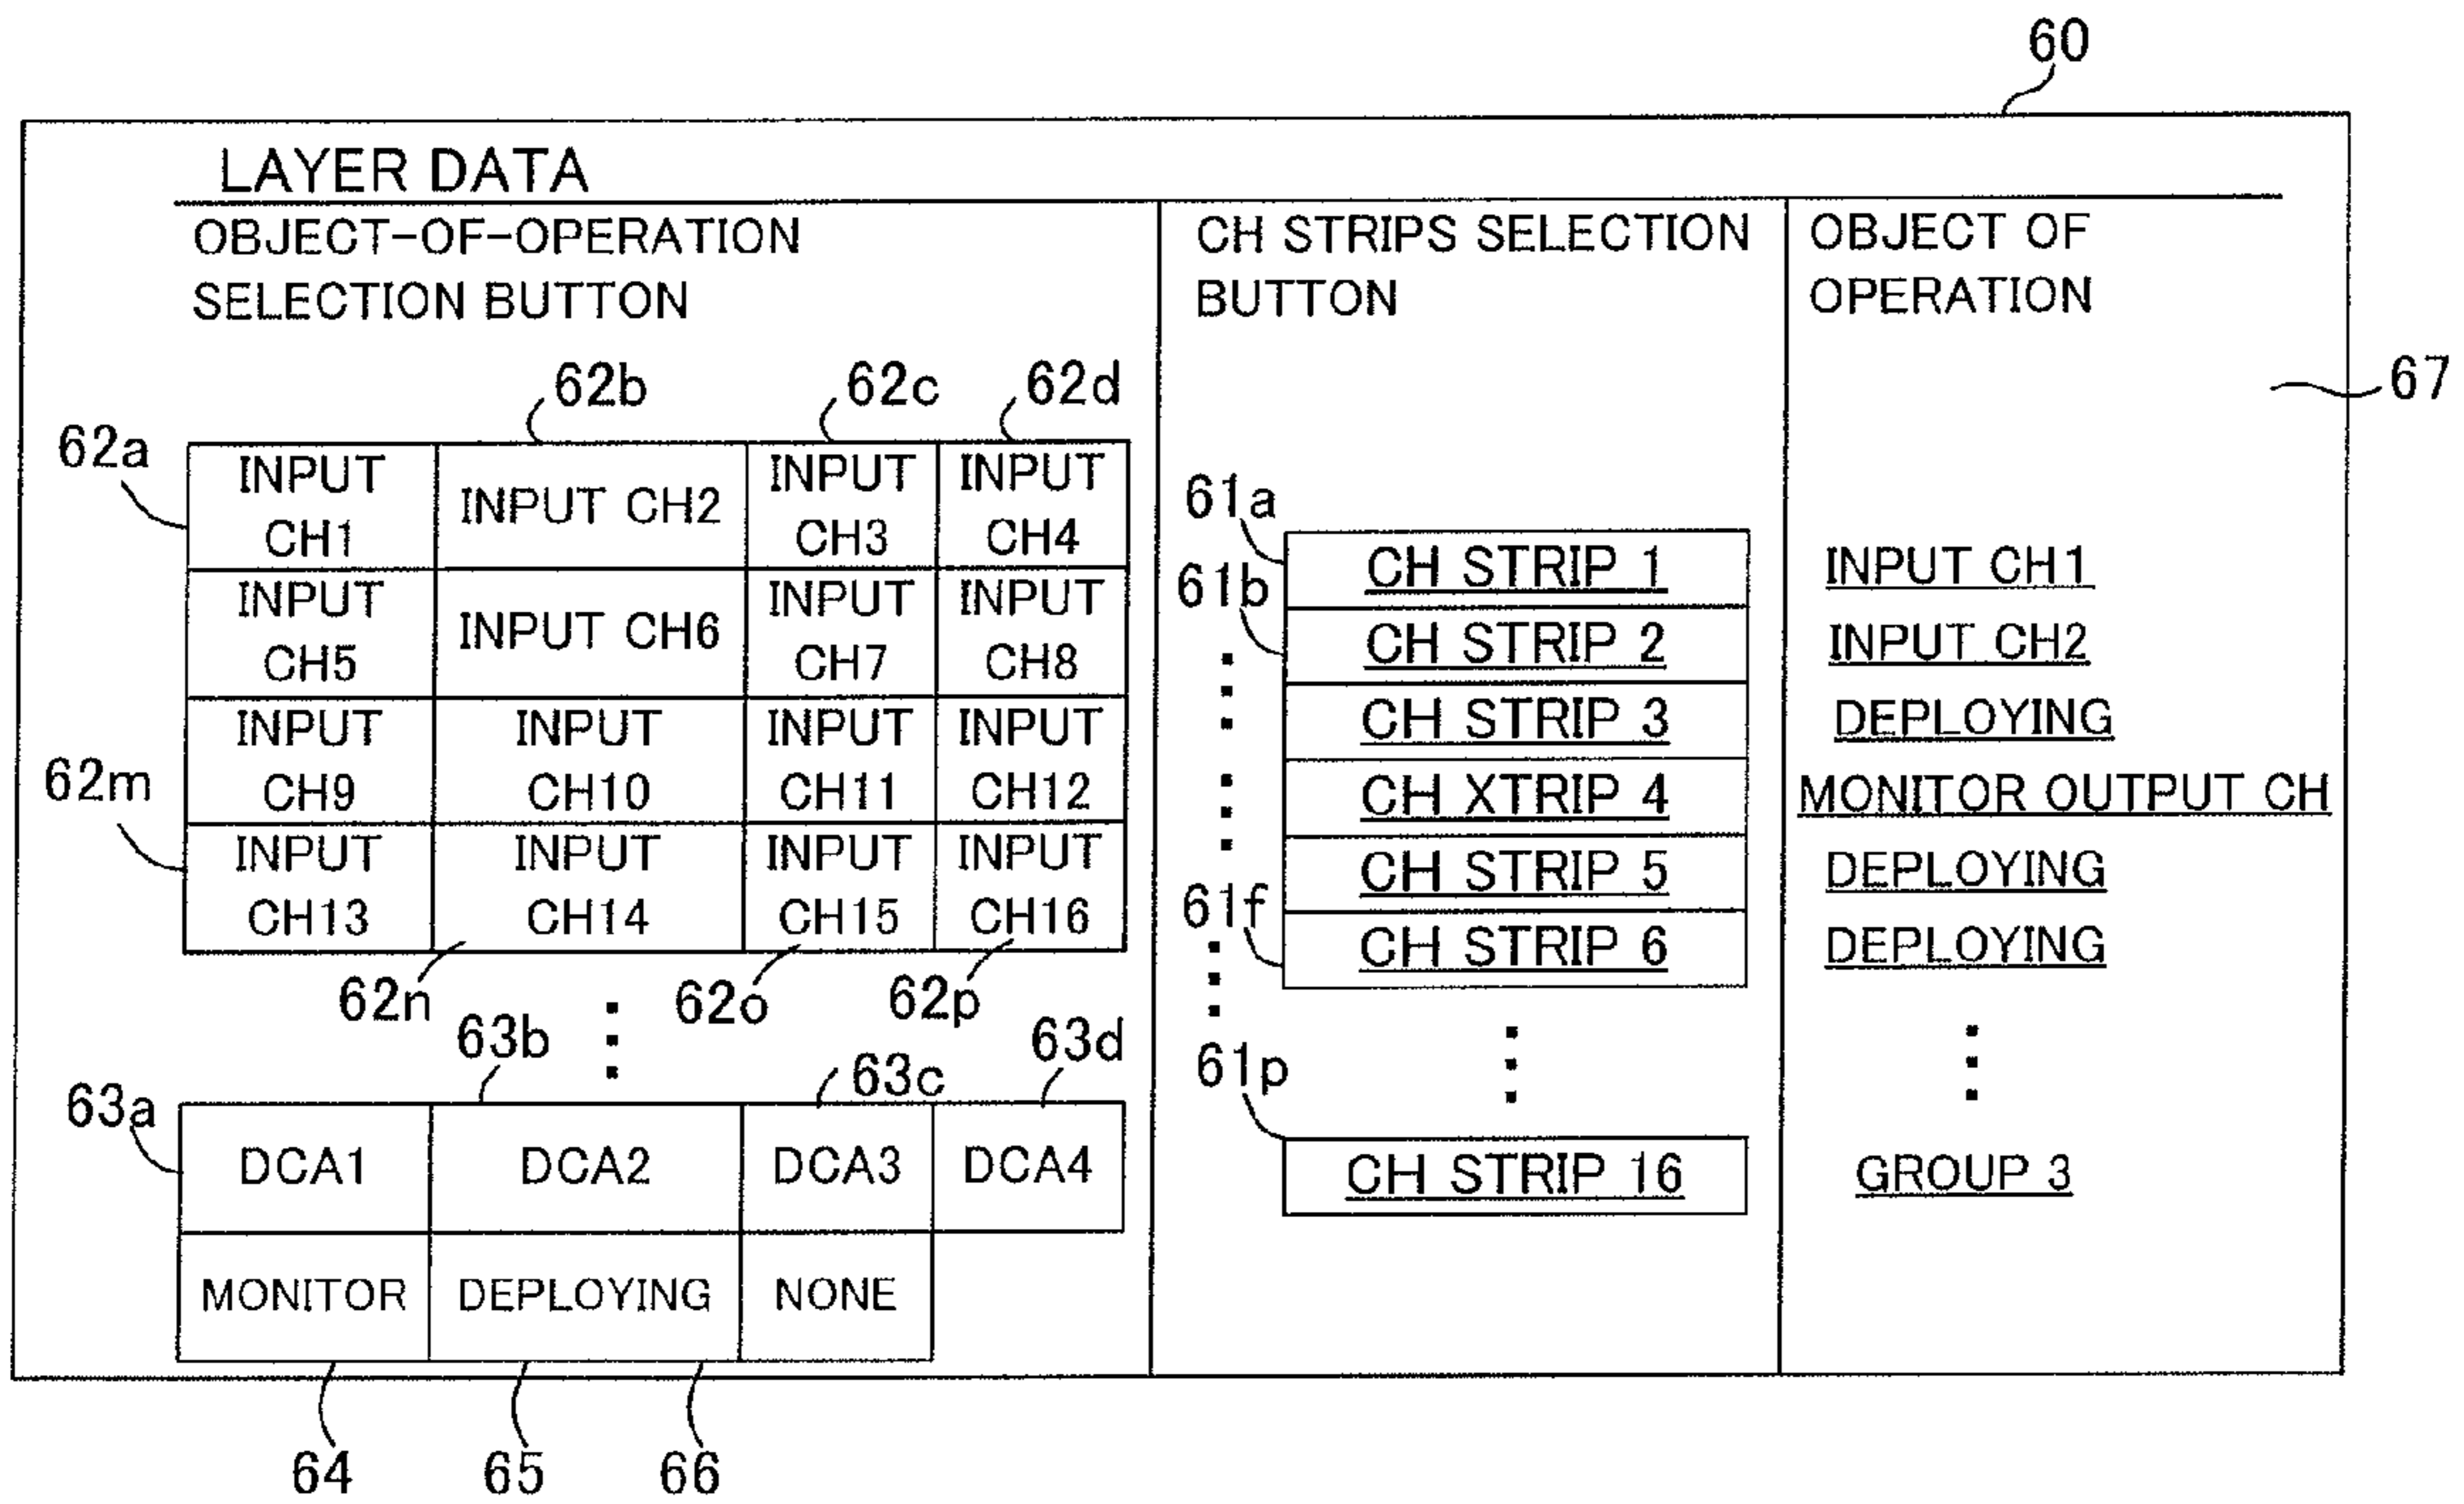 60
LAYER DATA
OBJECT-OF-OPERATION
SELECTION BUTTON
CH STRIPS SELECTION
BUTTON
OBJECT OF
OPERATION
67
62a
62b
62c
62d
INPUT
CH1
INPUT CH2
INPUT
CH3
INPUT
CH4
INPUT
CH5
INPUT CH6
INPUT
CH7
INPUT
CH8
62m
INPUT
CH9
INPUT
CH10
INPUT
CH11
INPUT
CH12
INPUT
CH13
INPUT
CH14
INPUT
CH15
INPUT
CH16
62n
62o
62p
63a
63b
63c
63d
DCA1
DCA2
DCA3
DCA4
MONITOR
DEPLOYING
NONE
64
65
66
61a
61b
61f
61p
CH STRIP 1
CH STRIP 2
CH STRIP 3
CH XTRIP 4
CH STRIP 5
CH STRIP 6
CH STRIP 16
INPUT CH1
INPUT CH2
DEPLOYING
MONITOR OUTPUT CH
DEPLOYING
DEPLOYING
GROUP 3